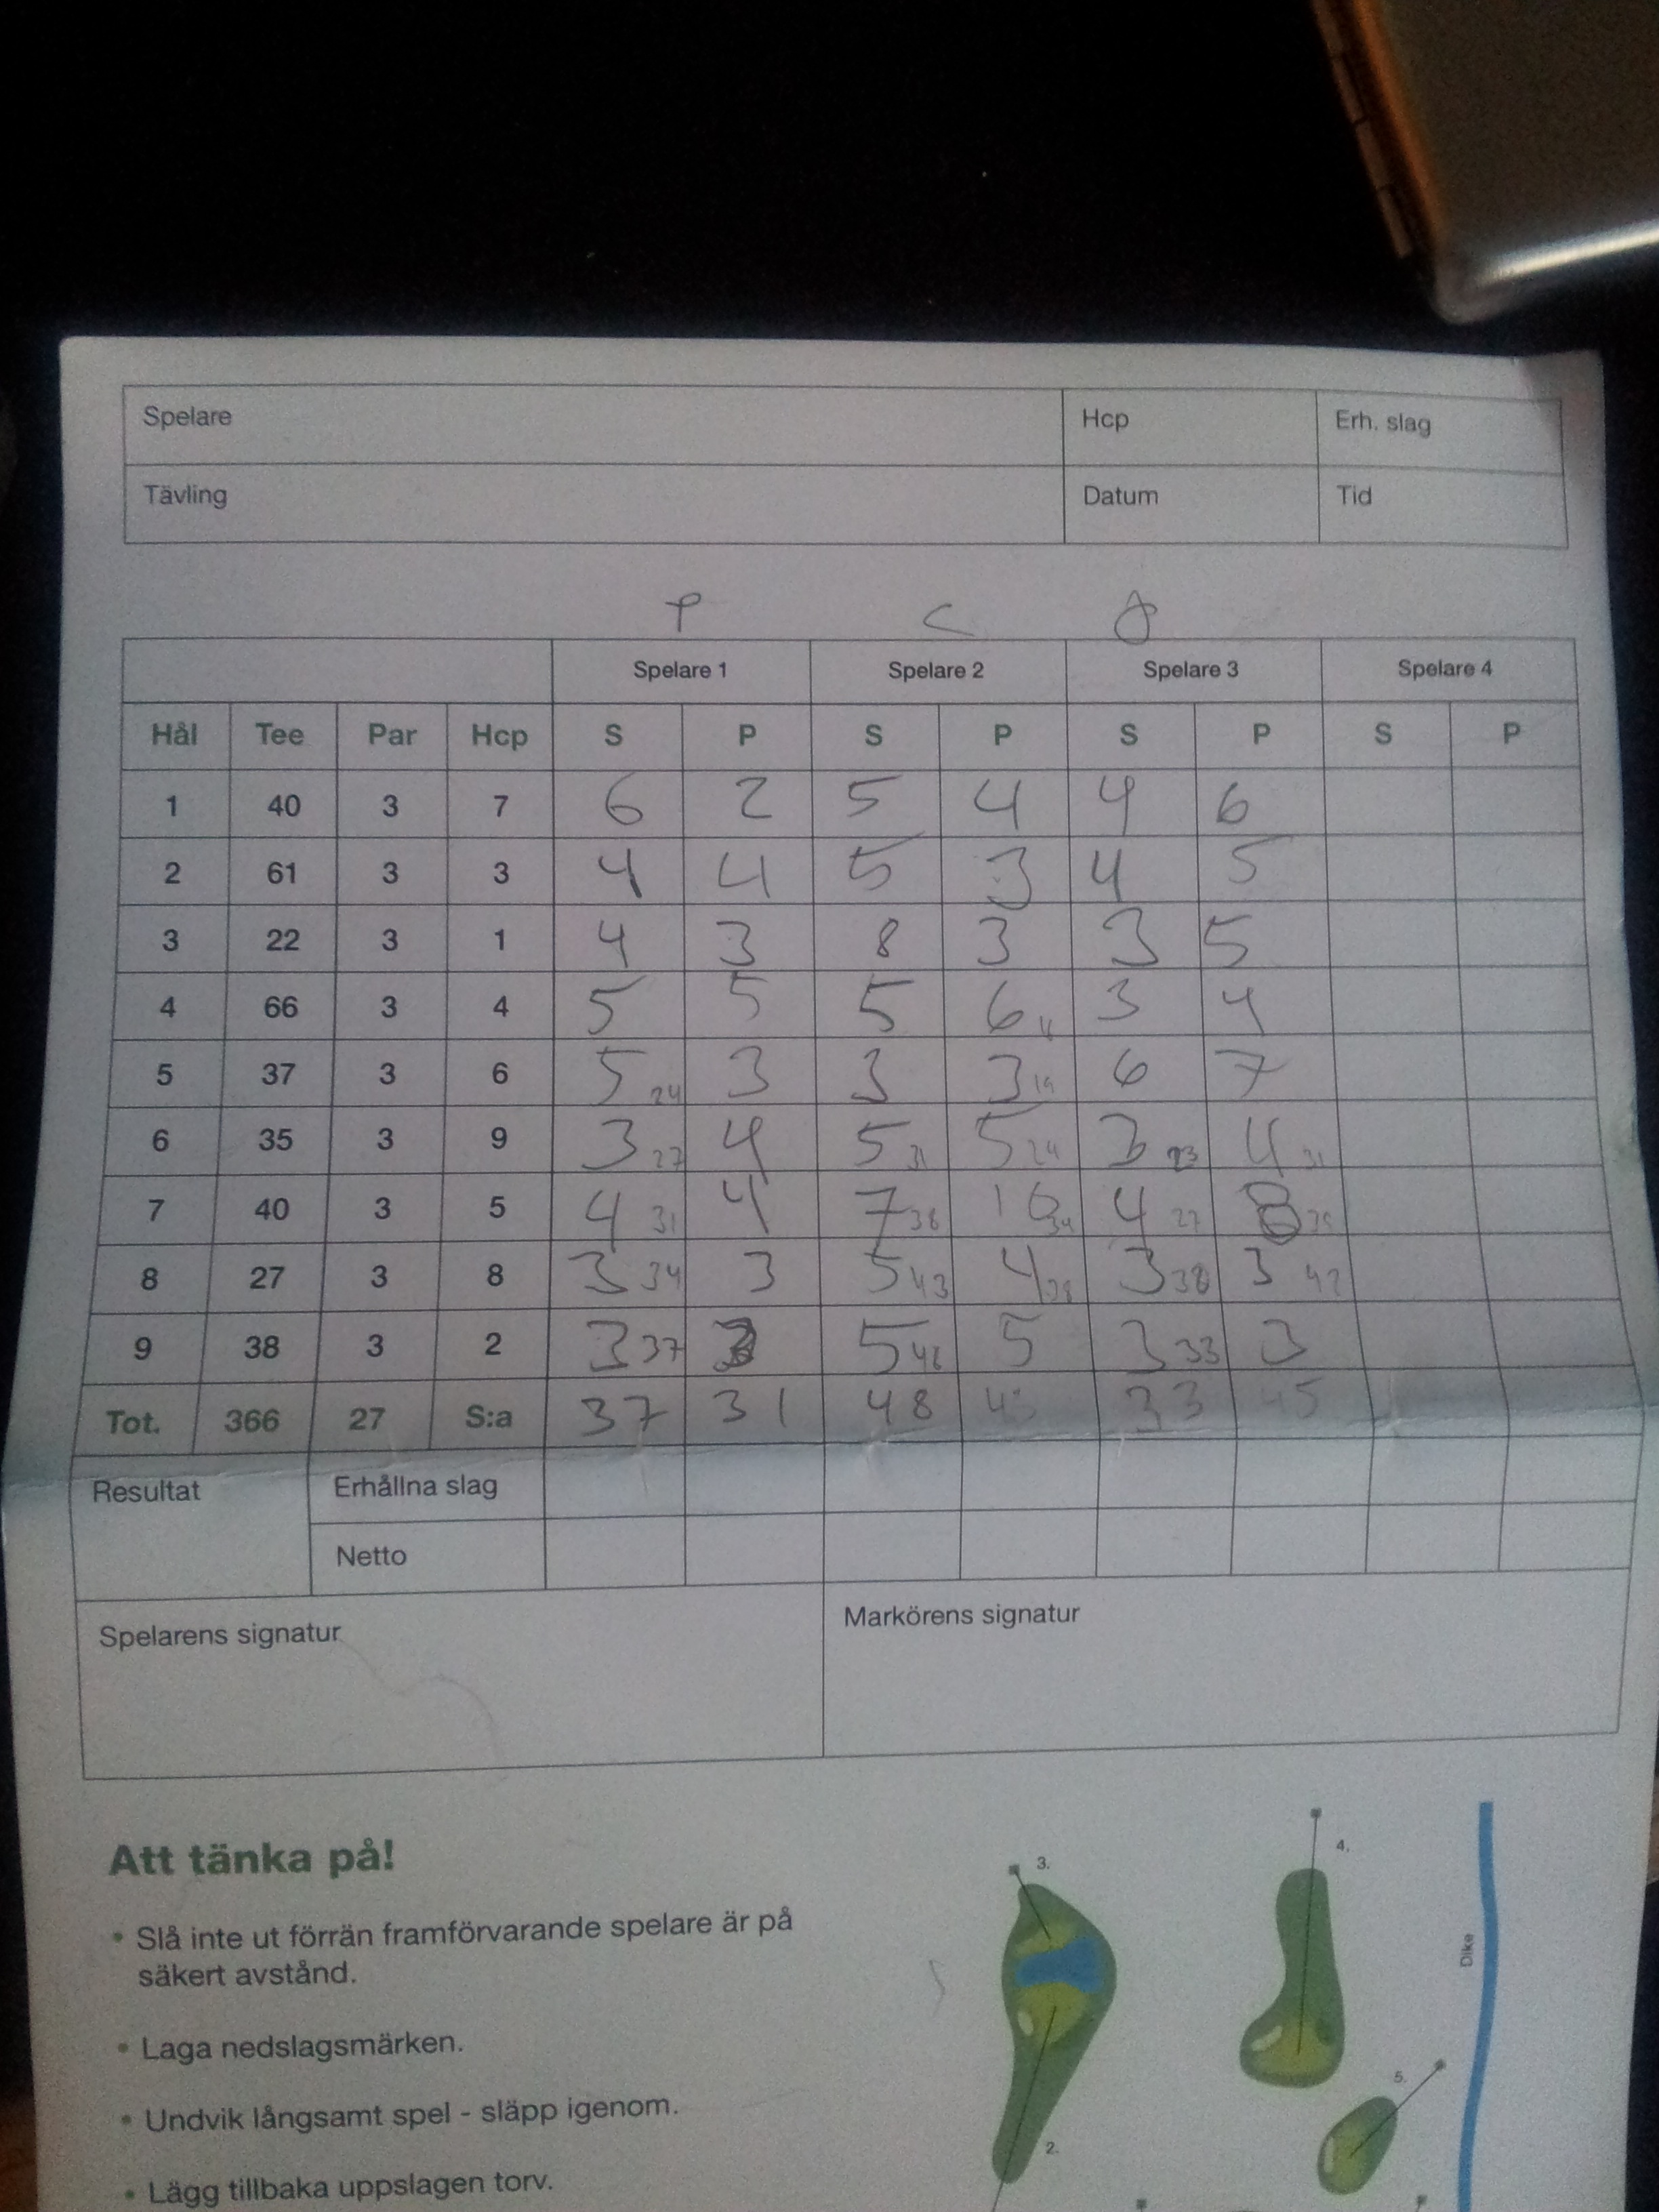 Spelare Hcp Erh. slag
Tävling Datum Tid
P C
Spelare 1 Spelare 2 Spelare 3 Spelare 4
Hål Tee Par Hcp S P S P S P S P
1 40 3 7 6 2 5 4 4 6
2 61 3 3 4 4 5 3 4 5
3 22 3 1 4 3 8 3 3 5
4 66 3 4 5 5 5 6 3 4
5 37 3 6 5 24 3 3 3 19 6 7
6 35 3 9 3 27 4 5 31 5 24 3 23 4 31
7 40 3 5 4 31 4 7 38 10 34 4 27 8 39
8 27 3 8 3 34 3 5 43 4 38 3 30 3 42
9 38 3 2 3 37 3 5 48 5 3 33 3
Tot. 366 27 S:a 37 31 48 43 33 45
Resultat Erhållna slag
Netto
Spelarens signatur Markörens signatur
Att tänka på!
• Slå inte ut förrän framförvarande spelare är på
säkert avstånd.
• Laga nedslagsmärken.
• Undvik långsamt spel - släpp igenom.
• Lägg tillbaka uppslagen torv.
3.
4.
Dike
5.
2.